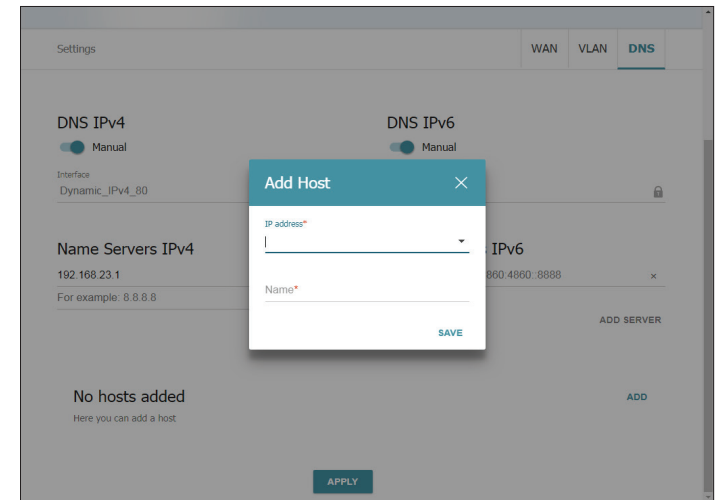 Settings
WAN VLAN DNS
DNS IPv4 DNS IPv6
Manual Manual
Interface
Dynamic_IPv4_80
Add Host
IP address*
Name*
SAVE
Name Servers IPv4
IPv6
192.168.23.1
860:4860::8888
For example: 8.8.8.8
ADD SERVER
No hosts added
ADD
Here you can add a host
APPLY